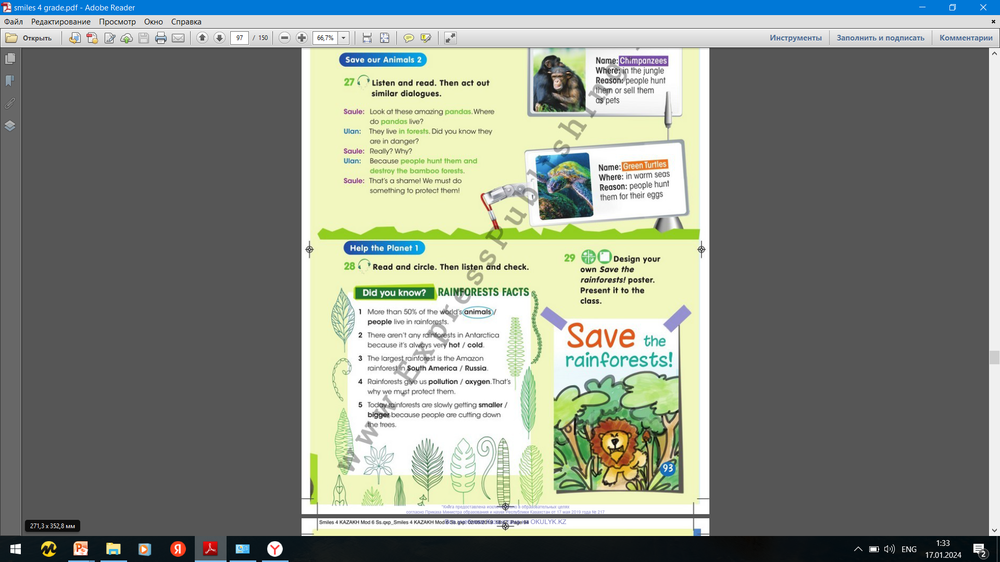 smiles 4 grade.pdf - Adobe Reader
Файл Редактирование Просмотр Окно Справка
Открыть 97 / 150 66,7% Инструменты Заполнить и подписать Комментарии
Save our Animals 2
27 Listen and read. Then act out
similar dialogues.
Saule: Look at these amazing pandas. Where
do pandas live?
Ulan: They live in forests. Did you know they
are in danger?
Saule: Really? Why?
Ulan: Because people hunt them and
destroy the bamboo forests.
Saule: That's a shame! We must do
something to protect them!
Name: Chimpanzees
Where: in the jungle
Reason: people hunt
them or sell them
as pets
Name: Green Turtles
Where: in warm seas
Reason: people hunt
them for their eggs
Help the Planet 1
28 Read and circle. Then listen and check.
Did you know? RAINFORESTS FACTS
1 More than 50% of the world's animals /
people live in rainforests.
2 There aren't any rainforests in Antarctica
because it's always very hot / cold.
3 The largest rainforest is the Amazon
rainforest in South America / Russia.
4 Rainforests give us pollution / oxygen. That's
why we must protect them.
5 Today rainforests are slowly getting smaller /
bigger because people are cutting down
the trees.
29 Design your
own Save the
rainforests! poster.
Present it to the
class.
Save the
rainforests!
93
www.ExpressPublishing
*Книга предоставлена исключительно в образовательных целях
согласно Приказа Министра образования и науки Республики Казахстан от 17 мая 2019 года № 217
Smiles 4 KAZAKH Mod 6 Ss.qxp_Smiles 4 KAZAKH Mod 6 Ss.qxp 02/05/2019 18:42 Page 94
OKULYK.KZ
271,3 x 352,8 мм
ENG
1:33
17.01.2024
2